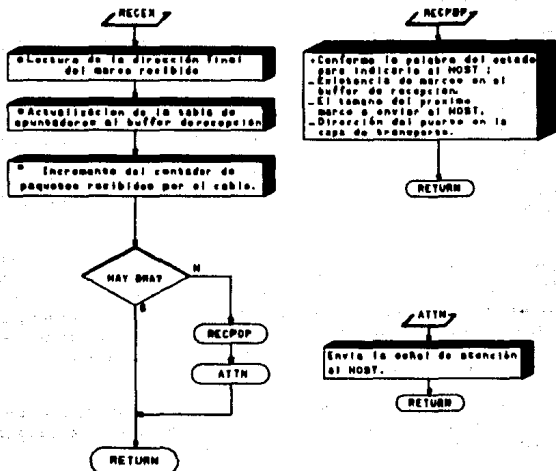 RECEX
Lectura de la dirección final
del marco recibido
Actualización de la tabla de
apuntadores al buffer de recepción
Incremento del contador de
paquetes recibidos por el cable.
HAY DMA?
N
S
RECPOP
ATTN
RETURN
RECPOP
Conforma la palabra del estado
para indicarle al HOST :
Existencia de marcos en el
buffer de recepción.
El tamaño del proximo
marco a enviar al HOST.
Dirección del puerto en la
capa de transporte.
RETURN
ATTN
Envia la señal de atención
al HOST.
RETURN